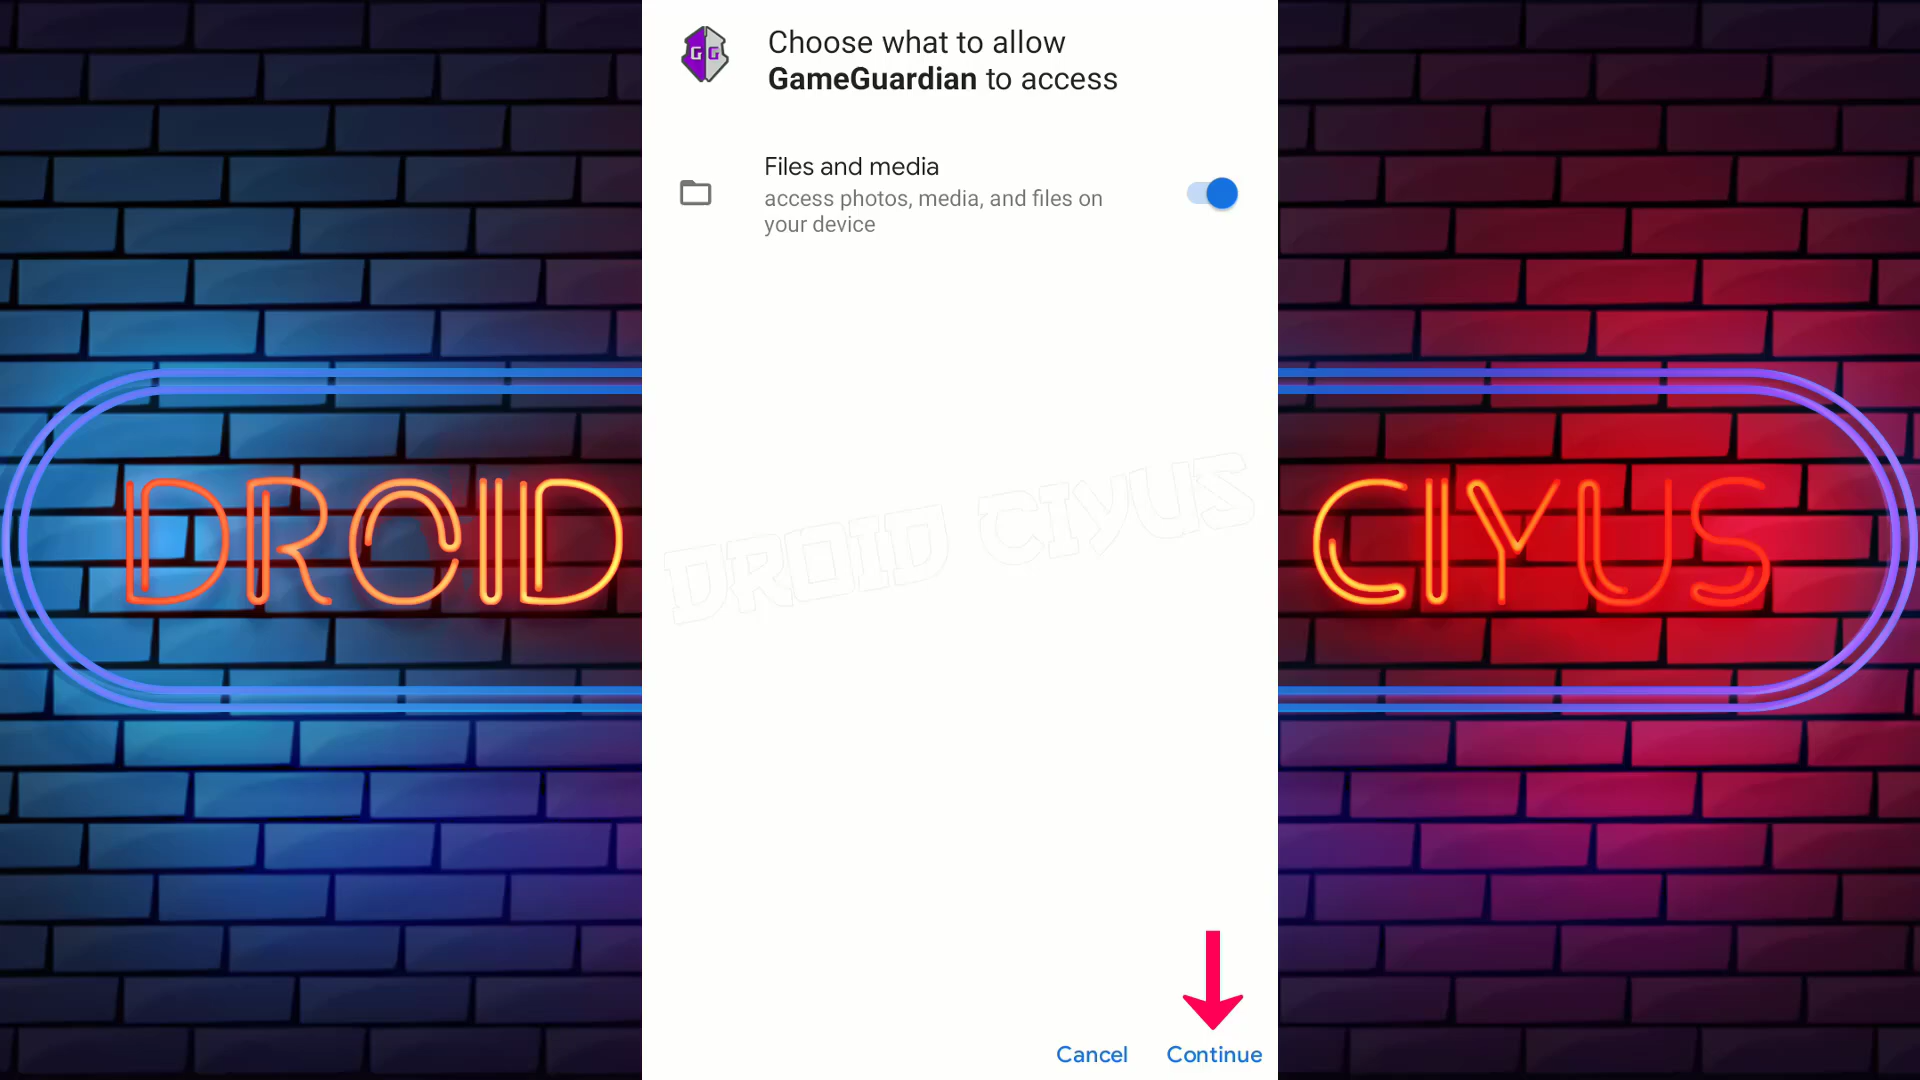 GG
Choose what to allow
GameGuardian to access
Files and media
access photos, media, and files on
your device
DROID CIYUS
DROID CIYUS
Cancel
Continue